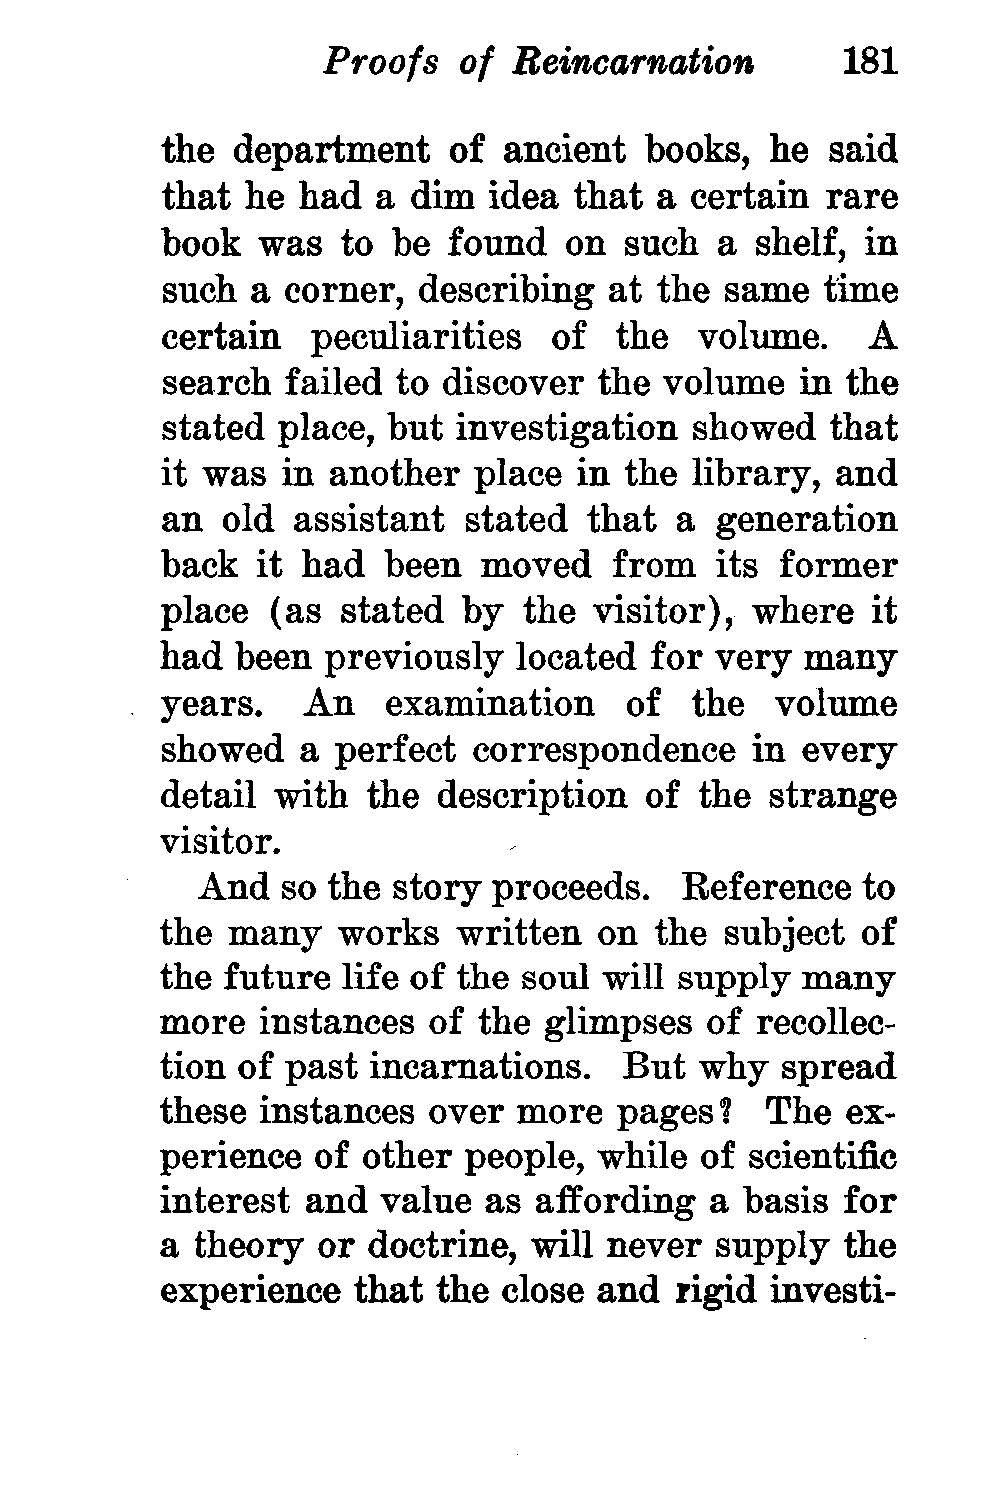 Proofs of Reincarnation 181
the department of ancient books, he said
that he had a dim idea that a certain rare
book was to be found on such a shelf, in
such a corner, describing at the same time
certain peculiarities of the volume. A
search failed to discover the volume in the
stated place, but investigation showed that
it was in another place in the library, and
an old assistant stated that a generation
back it had been moved from its former
place (as stated by the visitor), where it
had been previously located for very many
years. An examination of the volume
showed a perfect correspondence in every
detail with the description of the strange
visitor.
And so the story proceeds. Reference to
the many works written on the subject of
the future life of the soul will supply many
more instances of the glimpses of recollec-
tion of past incarnations. But why spread
these instances over more pages? The ex-
perience of other people, while of scientific
interest and value as affording a basis for
a theory or doctrine, will never supply the
experience that the close and rigid investi-